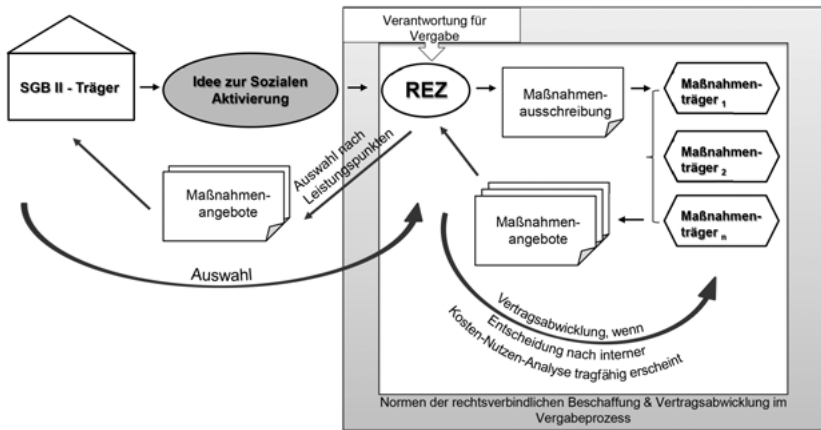 Verantwortung für
Vergabe
SGB II - Träger
Idee zur Sozialen
Aktivierung
REZ
Maßnahmen-
ausschreibung
Maßnahmen-
träger 1
Maßnahmen-
träger 2
Maßnahmen-
träger n
Auswahl nach
Leistungspunkten
Maßnahmen-
angebote
Maßnahmen-
angebote
Auswahl
Vertragsabwicklung, wenn
Entscheidung nach interner
Kosten-Nutzen-Analyse tragfähig erscheint
Normen der rechtsverbindlichen Beschaffung & Vertragsabwicklung im
Vergabeprozess